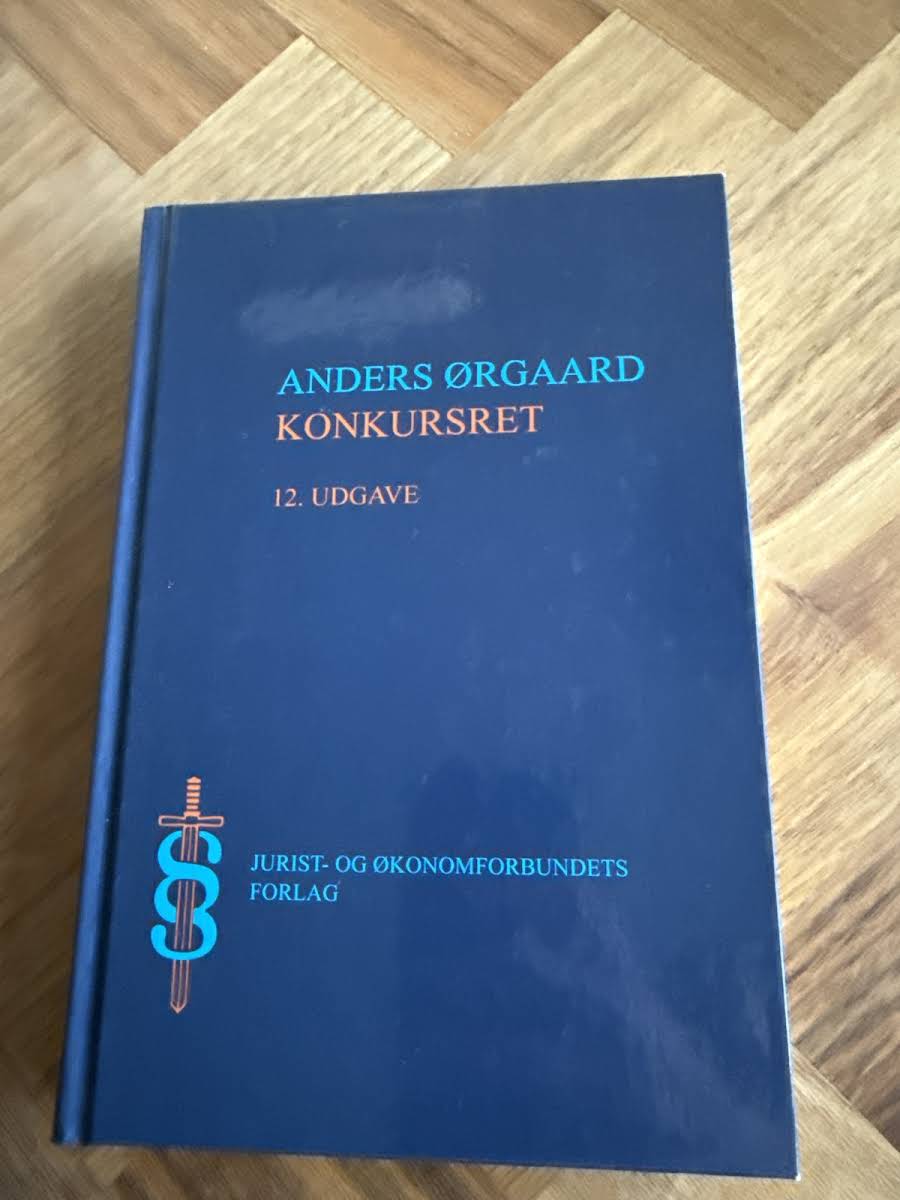 ANDERS ØRGAARD
KONKURSRET
12. UDGAVE
JURIST- OG ØKONOMFORBUNDETS
FORLAG